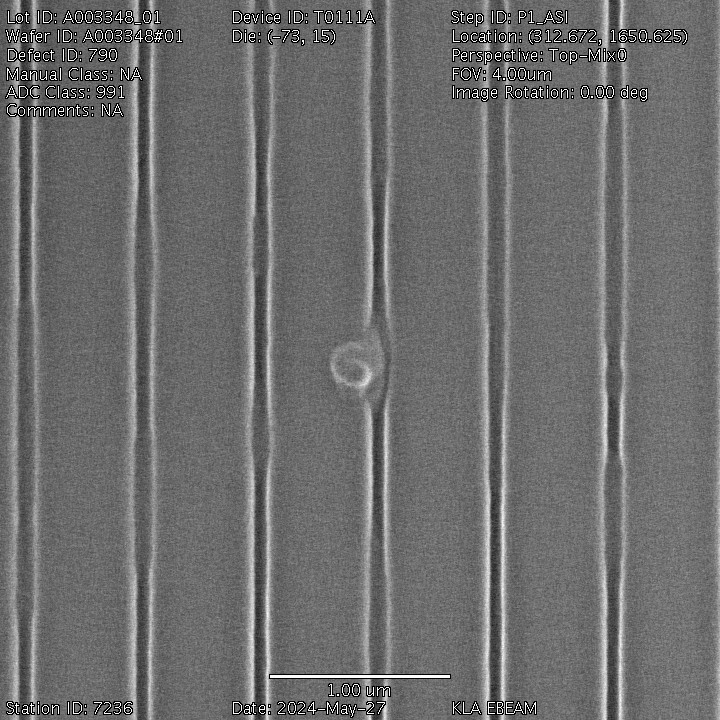 Lot ID: A003348_01 Device ID: T0111A Step ID: P1_ASI
Wafer ID: A003348#01 Die: (-73, 15) Location: (312.672, 1650.625)
Defect ID: 790 Perspective: Top-Mix0
Manual Class: NA FOV: 4.00um
ADC Class: 991 Image Rotation: 0.00 deg
Comments: NA
1.00 um
Station ID: 7236 Date: 2024-May-27 KLA EBEAM